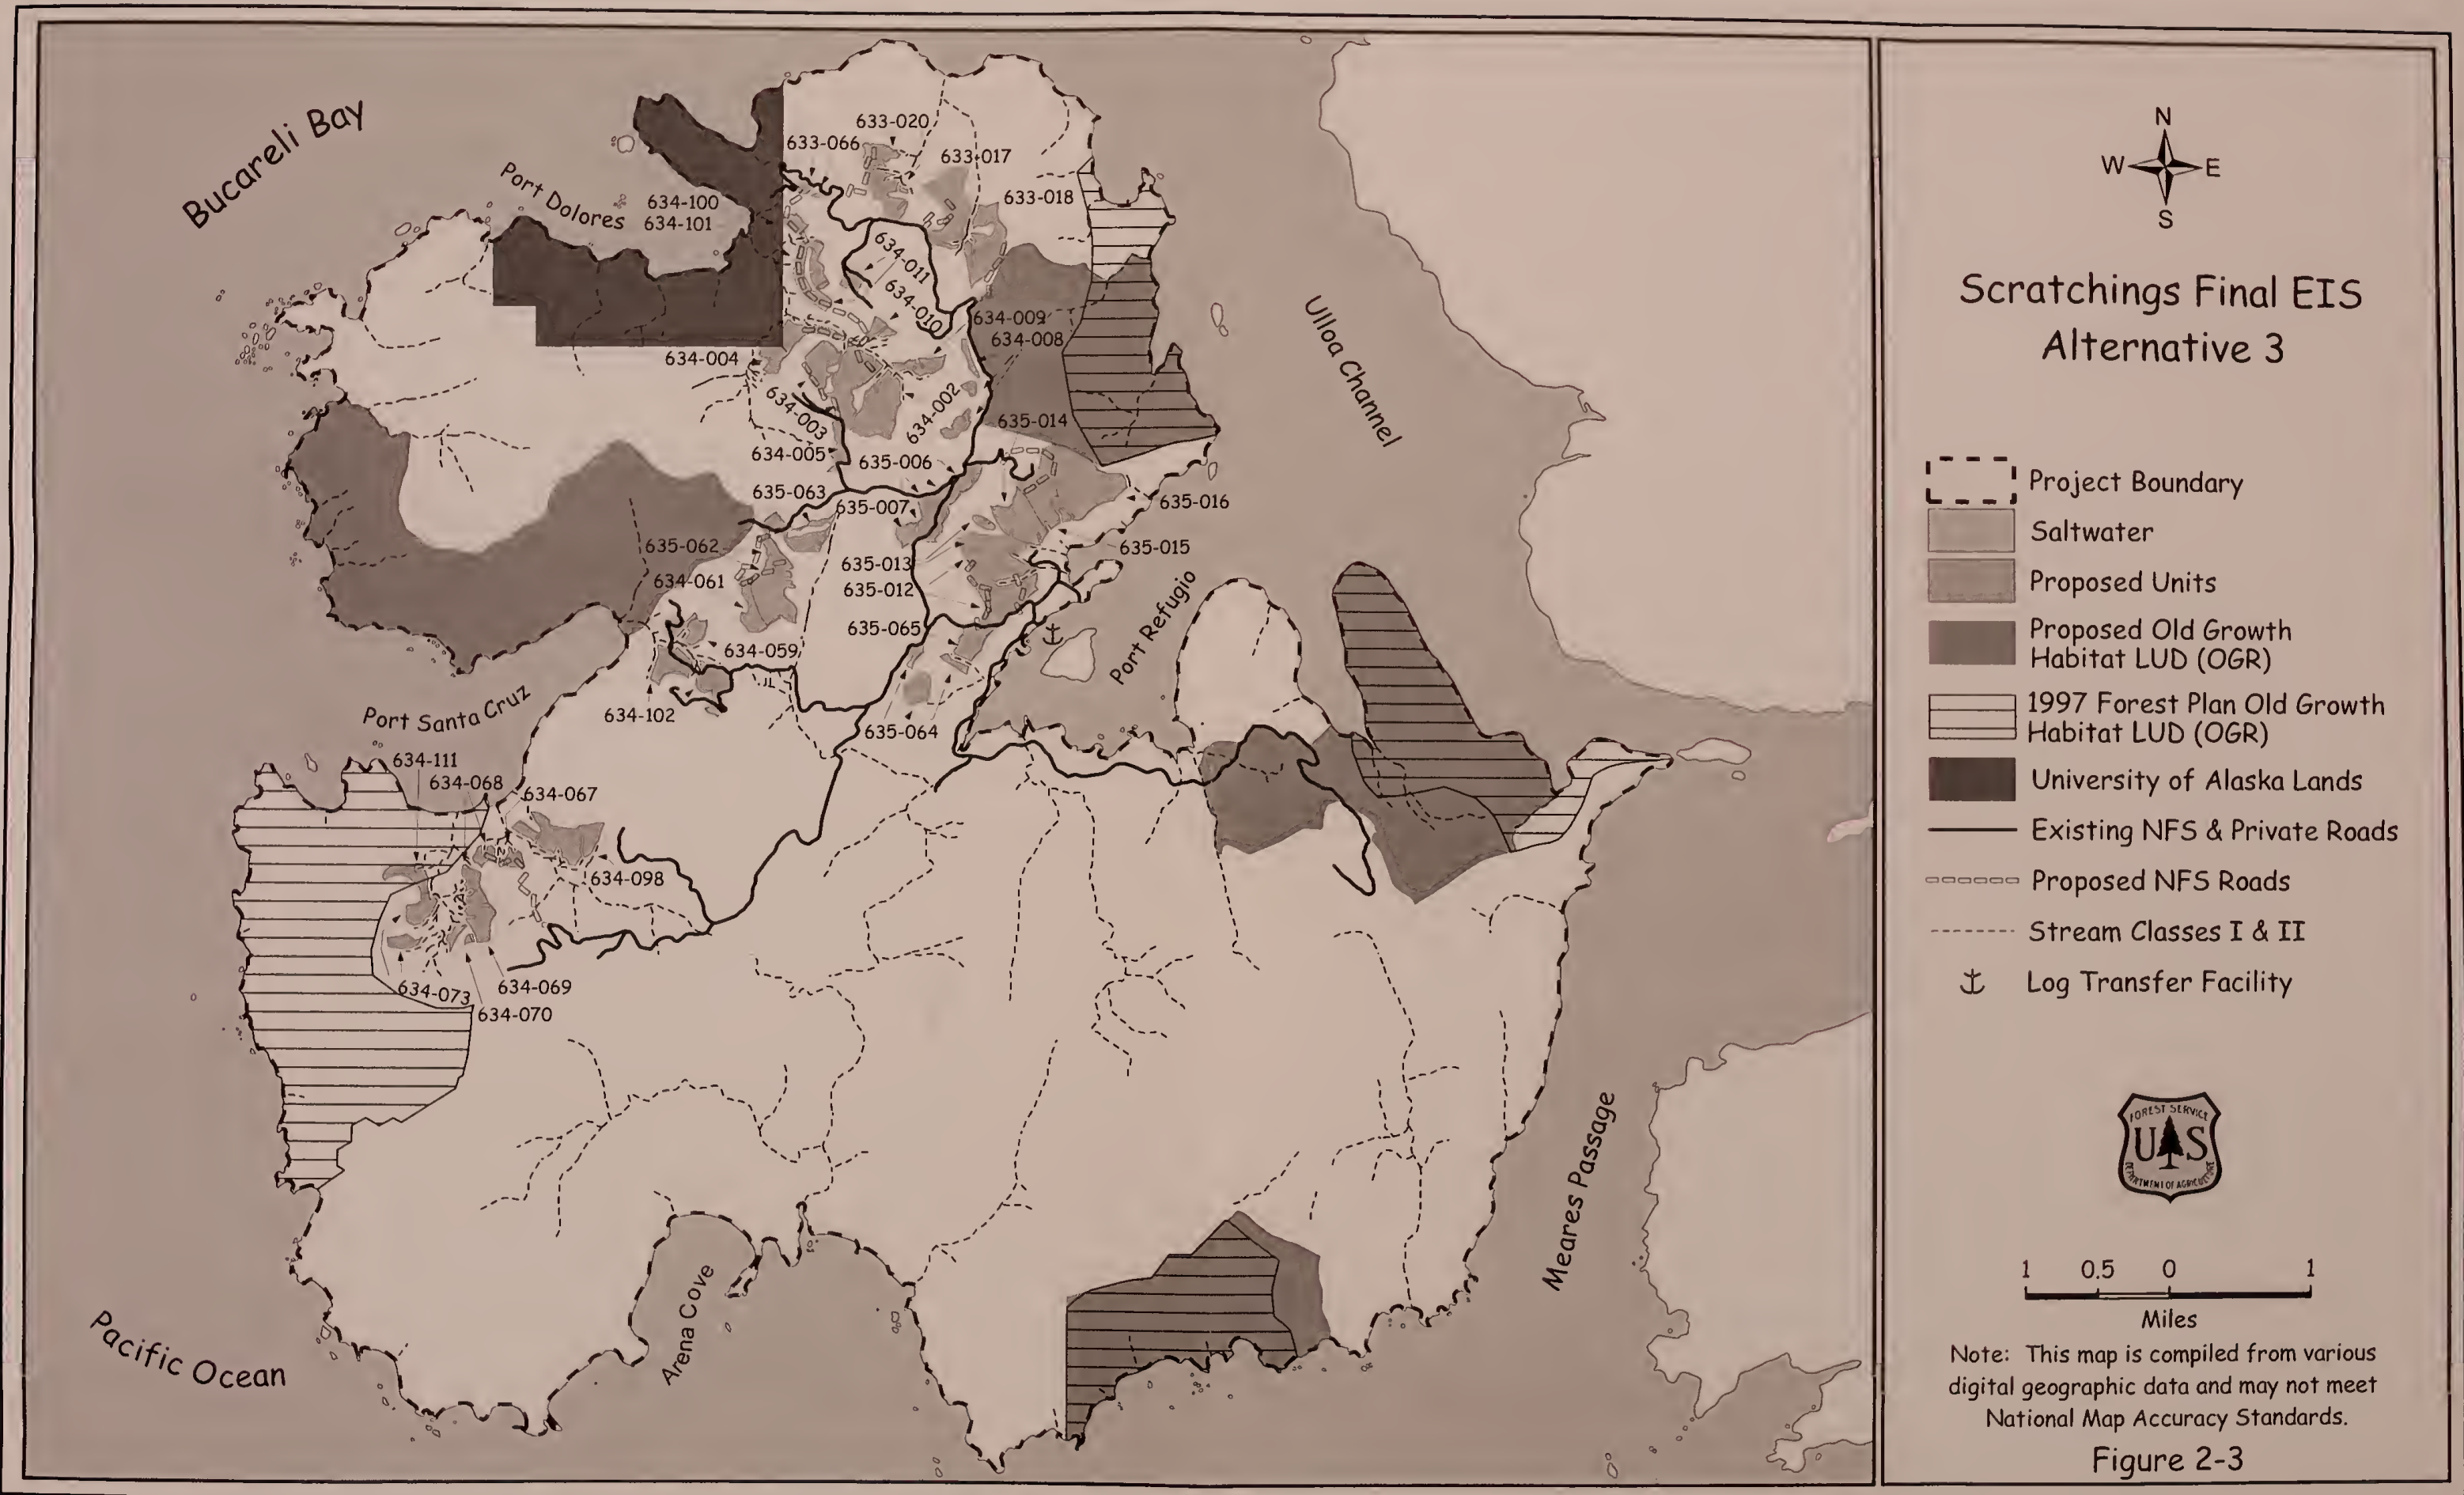 Bucareli Bay
Port Dolores
633-020
633-066
633-017
633-018
634-100
634-101
634-011
634-010
634-009
634-008
634-004
634-003
634-002
635-014
634-005
635-006
635-063
635-007
635-016
635-062
635-013
635-015
634-061
635-012
635-065
634-059
634-102
635-064
Port Refugio
Ulloa Channel
Port Santa Cruz
634-111
634-068
634-067
634-098
634-073
634-069
634-070
Meares Passage
Arena Cove
Pacific Ocean
N
W E
S
Scratchings Final EIS
Alternative 3
Project Boundary
Saltwater
Proposed Units
Proposed Old Growth
Habitat LUD (OGR)
1997 Forest Plan Old Growth
Habitat LUD (OGR)
University of Alaska Lands
Existing NFS & Private Roads
Proposed NFS Roads
Stream Classes I & II
Log Transfer Facility
FOREST SERVICE
U S
DEPARTMENT OF AGRICULTURE
1 0.5 0 1
Miles
Note: This map is compiled from various
digital geographic data and may not meet
National Map Accuracy Standards.
Figure 2-3